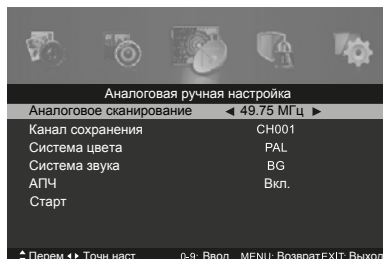 Аналоговая ручная настройка
Аналоговое сканирование ◄ 49.75 МГц ►
Канал сохранения CH001
Система цвета PAL
Система звука BG
АПЧ Вкл.
Старт
Перем Точн наст 0-9: Ввод MENU: Возврат EXIT: Выход